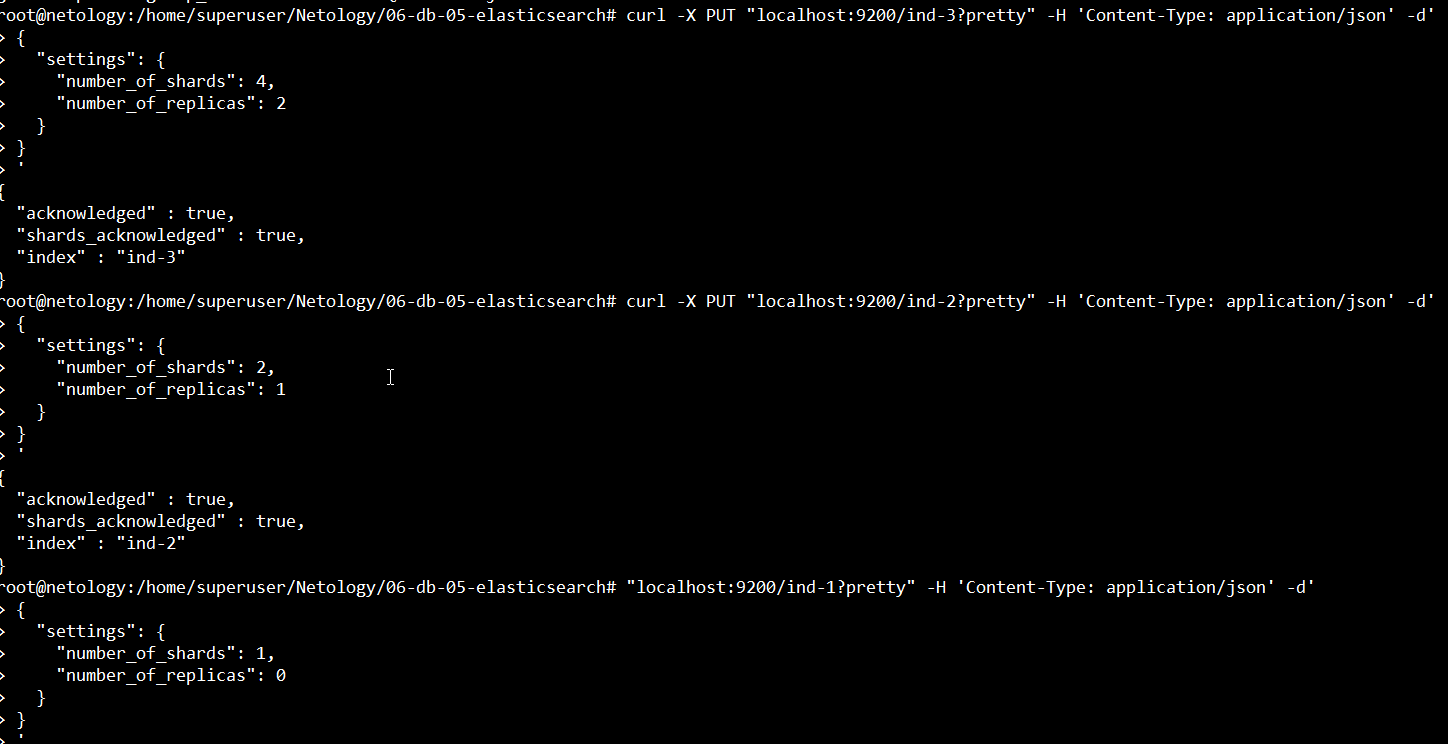 root@netology:/home/superuser/Netology/06-db-05-elasticsearch# curl -X PUT "localhost:9200/ind-3?pretty" -H 'Content-Type: application/json' -d'
> {
>   "settings": {
>     "number_of_shards": 4,
>     "number_of_replicas": 2
>   }
> }
> '
{
  "acknowledged" : true,
  "shards_acknowledged" : true,
  "index" : "ind-3"
}
root@netology:/home/superuser/Netology/06-db-05-elasticsearch# curl -X PUT "localhost:9200/ind-2?pretty" -H 'Content-Type: application/json' -d'
> {
>   "settings": {
>     "number_of_shards": 2,
>     "number_of_replicas": 1
>   }
> }
> '
{
  "acknowledged" : true,
  "shards_acknowledged" : true,
  "index" : "ind-2"
}
root@netology:/home/superuser/Netology/06-db-05-elasticsearch# "localhost:9200/ind-1?pretty" -H 'Content-Type: application/json' -d'
> {
>   "settings": {
>     "number_of_shards": 1,
>     "number_of_replicas": 0
>   }
> }
> '